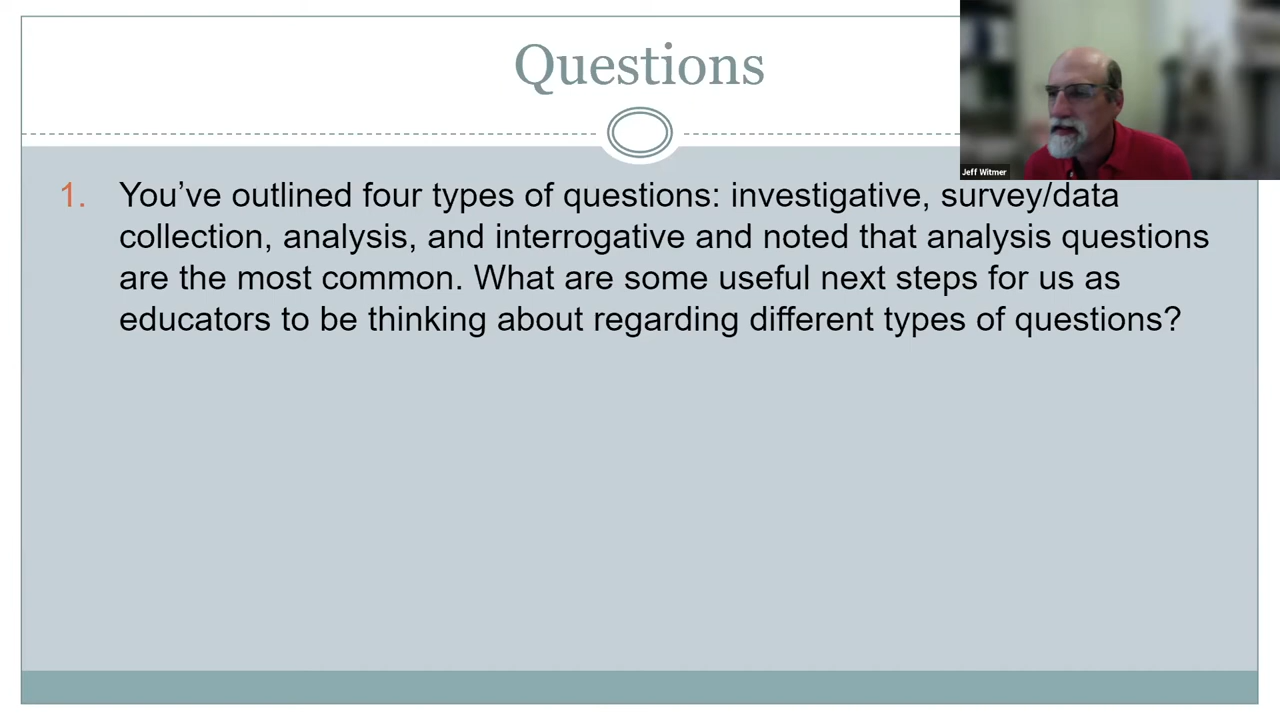 Questions
Jeff Witmer
1. You’ve outlined four types of questions: investigative, survey/data
collection, analysis, and interrogative and noted that analysis questions
are the most common. What are some useful next steps for us as
educators to be thinking about regarding different types of questions?